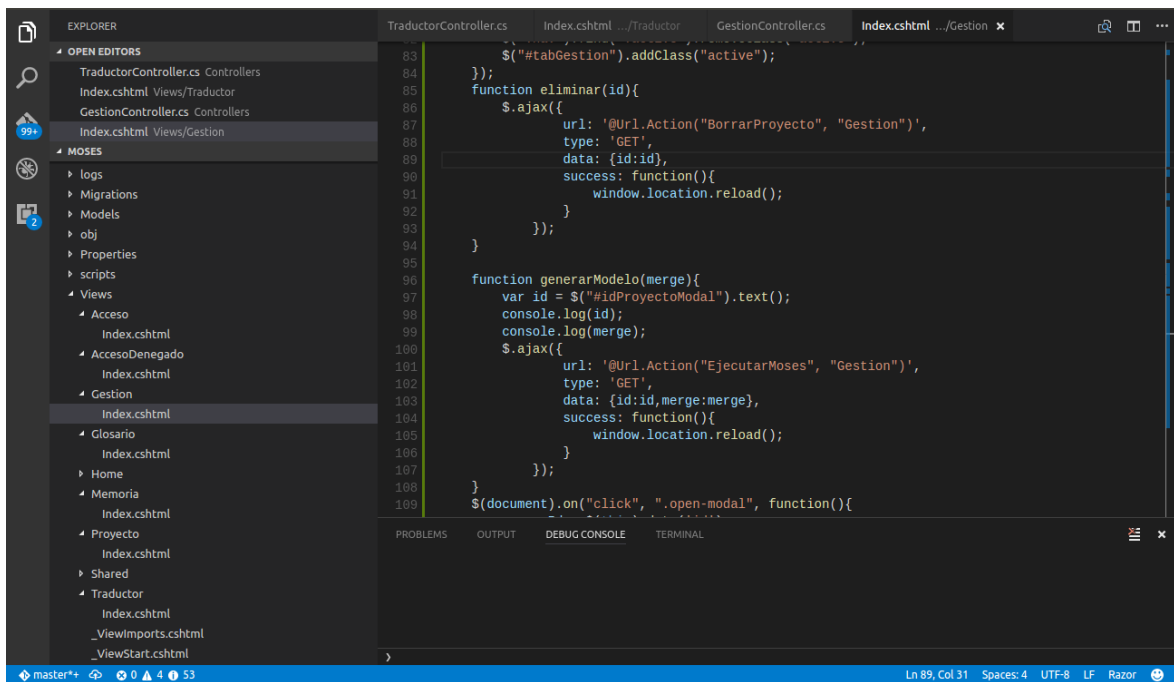 EXPLORER
OPEN EDITORS
TraductorController.cs Controllers
Index.cshtml Views/Traductor
GestionController.cs Controllers
Index.cshtml Views/Gestion
99+
MOSES
logs
Migrations
2
Models
obj
Properties
scripts
Views
Acceso
Index.cshtml
AccesoDenegado
Index.cshtml
Gestion
Index.cshtml
Glosario
Index.cshtml
Home
Memoria
Index.cshtml
Proyecto
Index.cshtml
Shared
Traductor
Index.cshtml
_ViewImports.cshtml
_ViewStart.cshtml
TraductorController.cs Index.cshtml .../Traductor GestionController.cs Index.cshtml .../Gestion
83 $("#tabGestion").addClass("active");
84 });
85 function eliminar(id){
86 $.ajax({
87 url: '@Url.Action("BorrarProyecto", "Gestion")',
88 type: 'GET',
89 data: {id:id},
90 success: function(){
91 window.location.reload();
92 }
93 });
94 }
95
96 function generarModelo(merge){
97 var id = $("#idProyectoModal").text();
98 console.log(id);
99 console.log(merge);
100 $.ajax({
101 url: '@Url.Action("EjecutarMoses", "Gestion")',
102 type: 'GET',
103 data: {id:id,merge:merge},
104 success: function(){
105 window.location.reload();
106 }
107 });
108 }
109 $(document).on("click", ".open-modal", function(){
PROBLEMS OUTPUT DEBUG CONSOLE TERMINAL
master*+ 0 4 53 Ln 89, Col 31 Spaces: 4 UTF-8 LF Razor